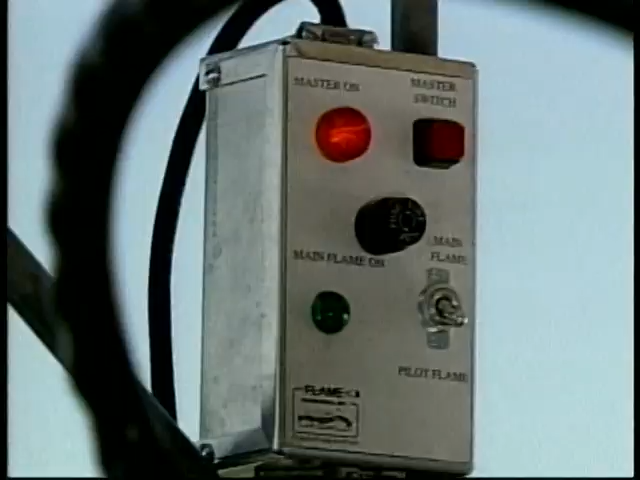 MASTER ON
MASTER
SWITCH
MAIN FLAME ON
MAIN
FLAME
PILOT FLAME
FLAME